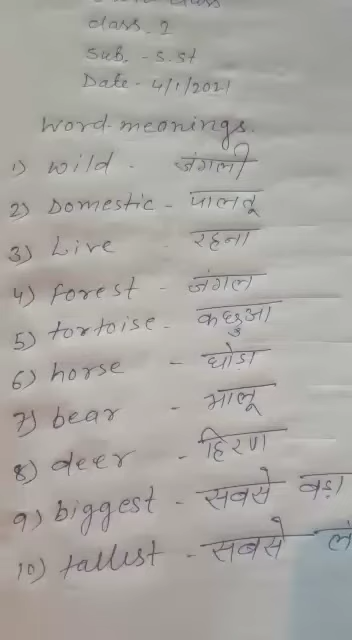 class. 2
Sub. - s.st
Date - 4/1/2021
Word-meanings.
1) wild - जंगली
2) Domestic - पालतू
3) Live - रहना
4) forest - जंगल
5) tortoise - कछुआ
6) horse - घोड़ा
7) bear - भालू
8) deer - हिरण
9) biggest - सबसे बड़ा
10) tallest - सबसे